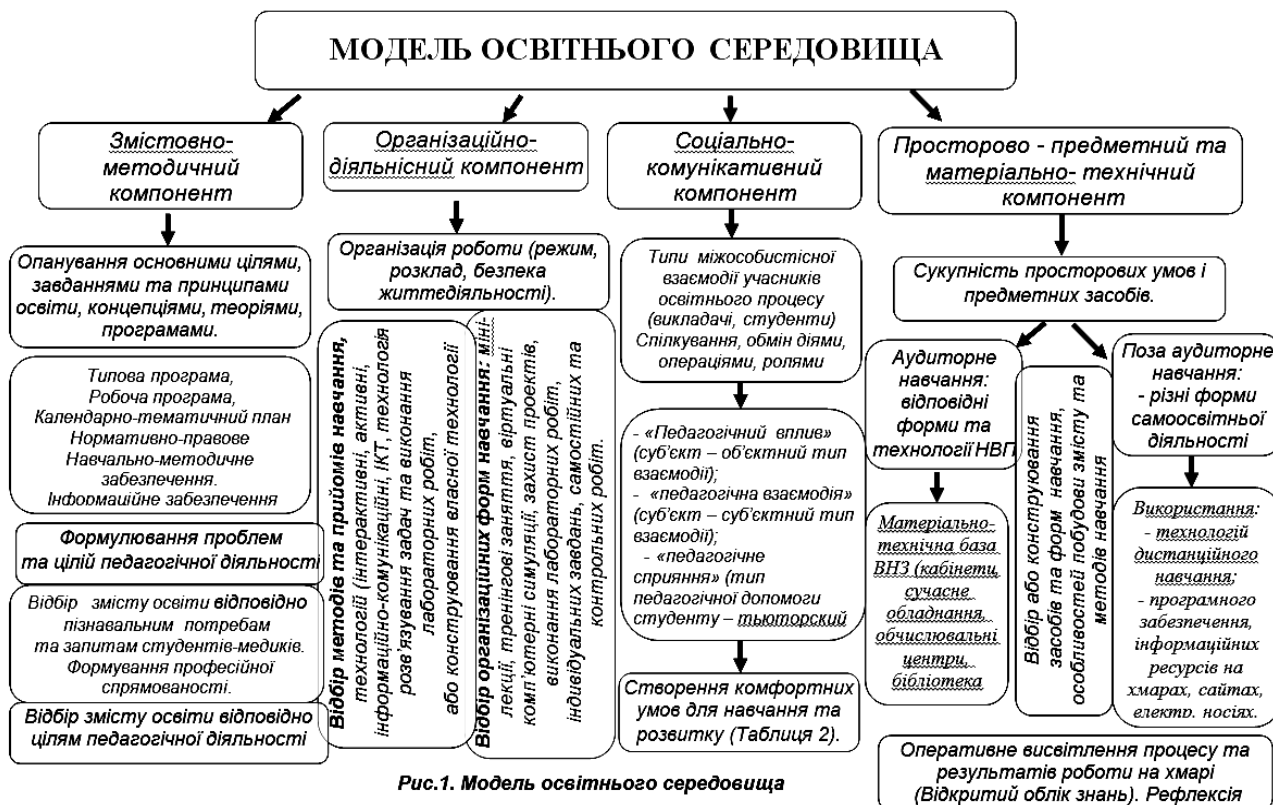 МОДЕЛЬ ОСВІТНЬОГО СЕРЕДОВИЩА
Змістовно-
методичний
компонент
Організаційно-
діяльнісний компонент
Соціально-
комунікативний
компонент
Просторово - предметний та
матеріально- технічний
компонент
Опанування основними цілями,
завданнями та принципами
освіти, концепціями, теоріями,
програмами.
Типова програма,
Робоча програма,
Календарно-тематичний план
Нормативно-правове
Навчально-методичне
забезпечення.
Інформаційне забезпечення
Формулювання проблем
та цілій педагогічної діяльності
Відбір змісту освіти відповідно
пізнавальним потребам
та запитам студентів-медиків.
Формування професійної
спрямованості.
Відбір змісту освіти відповідно
цілям педагогічної діяльності
Організація роботи (режим,
розклад, безпека
життєдіяльності).
Відбір методів та прийомів навчання,
технологій (інтерактивні, активні,
інформаційно-комунікаційні, ІКТ, технологія
розв'язування задач та виконання
лабораторних робіт,
або конструювання власної технології
Відбір організаційних форм навчання: міні-
лекції, тренінгові заняття, віртуальні
комп'ютерні симуляції, захист проектів,
виконання лабораторних робіт,
індивідуальних завдань, самостійних та
контрольних робіт.
Типи міжособистісної
взаємодії учасників
освітнього процесу
(викладачі, студенти)
Спілкування, обмін діями,
операціями, ролями
- «Педагогічний вплив»
(суб'єкт – об'єктний тип
взаємодії);
- «педагогічна взаємодія»
(суб'єкт – суб'єктний тип
взаємодії);
- «педагогічне
сприяння» (тип
педагогічної допомоги
студенту – тьюторский
Створення комфортних
умов для навчання та
розвитку (Таблиця 2).
Сукупність просторових умов і
предметних засобів.
Аудиторне
навчання:
відповідні
форми та
технології НВП
Матеріально-
технічна база
ВНЗ (кабінети,
сучасне
обладнання,
обчислювальні
центри,
бібліотека
Відбір або конструювання
засобів та форм навчання,
особливостей побудови змісту та
методів навчання
Поза аудиторне
навчання:
- різні форми
самоосвітньої
діяльності
Використання:
- технологій
дистанційного
навчання;
- програмного
забезпечення,
інформаційних
ресурсів на
хмарах, сайтах,
електр. носіях.
Оперативне висвітлення процесу та
результатів роботи на хмарі
(Відкритий облік знань). Рефлексія
Рис.1. Модель освітнього середовища